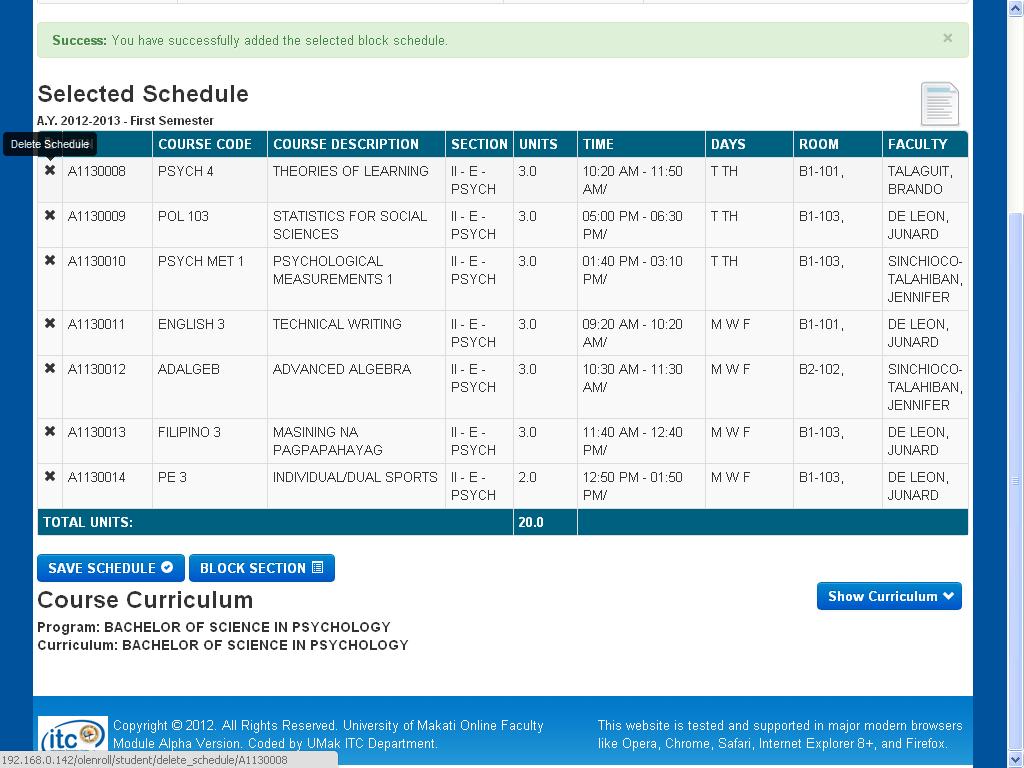 Success: You have successfully added the selected block schedule. ×
Selected Schedule
A.Y. 2012-2013 - First Semester
Delete Schedule COURSE CODE COURSE DESCRIPTION SECTION UNITS TIME DAYS ROOM FACULTY
A1130008 PSYCH 4 THEORIES OF LEARNING II - E - 3.0 10:20 AM - 11:50 T TH B1-101, TALAGUIT,
PSYCH AM/ BRANDO
A1130009 POL 103 STATISTICS FOR SOCIAL II - E - 3.0 05:00 PM - 06:30 T TH B1-103, DE LEON,
SCIENCES PSYCH PM/ JUNARD
A1130010 PSYCH MET 1 PSYCHOLOGICAL II - E - 3.0 01:40 PM - 03:10 T TH B1-103, SINCHIOCO-
MEASUREMENTS 1 PSYCH PM/ TALAHIBAN,
JENNIFER
A1130011 ENGLISH 3 TECHNICAL WRITING II - E - 3.0 09:20 AM - 10:20 M W F B1-101, DE LEON,
PSYCH AM/ JUNARD
A1130012 ADALGEB ADVANCED ALGEBRA II - E - 3.0 10:30 AM - 11:30 M W F B2-102, SINCHIOCO-
PSYCH AM/ TALAHIBAN,
JENNIFER
A1130013 FILIPINO 3 MASINING NA II - E - 3.0 11:40 AM - 12:40 M W F B1-103, DE LEON,
PAGPAPAHAYAG PSYCH PM/ JUNARD
A1130014 PE 3 INDIVIDUAL/DUAL SPORTS II - E - 2.0 12:50 PM - 01:50 M W F B1-103, DE LEON,
PSYCH PM/ JUNARD
TOTAL UNITS: 20.0
SAVE SCHEDULE BLOCK SECTION
Course Curriculum Show Curriculum
Program: BACHELOR OF SCIENCE IN PSYCHOLOGY
Curriculum: BACHELOR OF SCIENCE IN PSYCHOLOGY
itc Copyright © 2012. All Rights Reserved. University of Makati Online Faculty This website is tested and supported in major modern browsers
Module Alpha Version. Coded by UMak ITC Department. like Opera, Chrome, Safari, Internet Explorer 8+, and Firefox.
192.168.0.142/olenroll/student/delete_schedule/A1130008